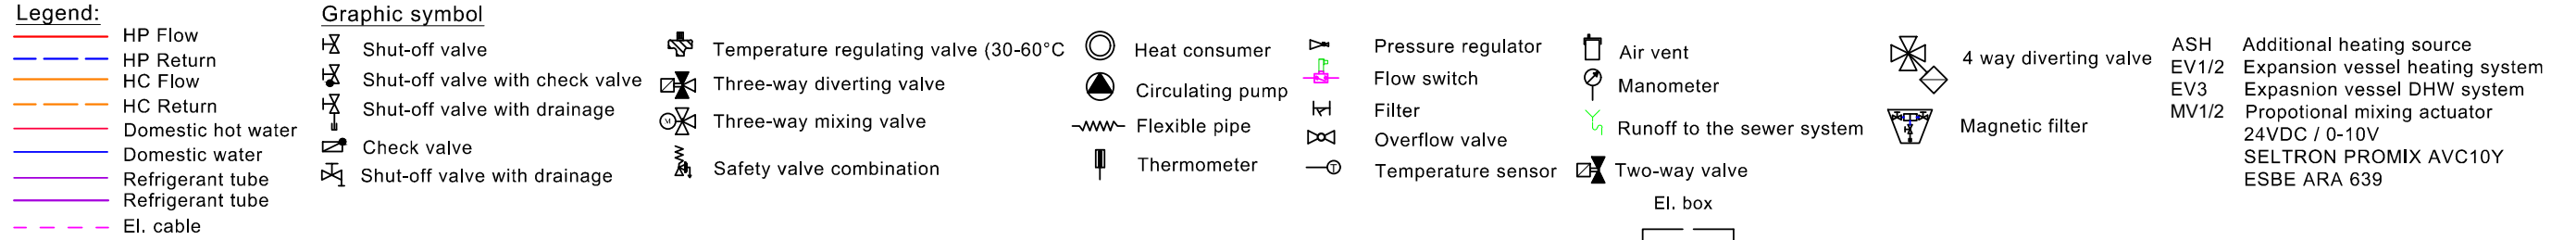 Legend:
HP Flow
HP Return
HC Flow
HC Return
Domestic hot water
Domestic water
Refrigerant tube
Refrigerant tube
El. cable
Graphic symbol
Shut-off valve
Shut-off valve with check valve
Shut-off valve with drainage
Check valve
Shut-off valve with drainage
Temperature regulating valve (30-60°C
Three-way diverting valve
M
Three-way mixing valve
Safety valve combination
Heat consumer
Circulating pump
Flexible pipe
Thermometer
Pressure regulator
Flow switch
Filter
Overflow valve
T
Temperature sensor
Air vent
Manometer
Runoff to the sewer system
Two-way valve
El. box
4 way diverting valve
Magnetic filter
ASH Additional heating source
EV1/2 Expansion vessel heating system
EV3 Expasnion vessel DHW system
MV1/2 Propotional mixing actuator
24VDC / 0-10V
SELTRON PROMIX AVC10Y
ESBE ARA 639